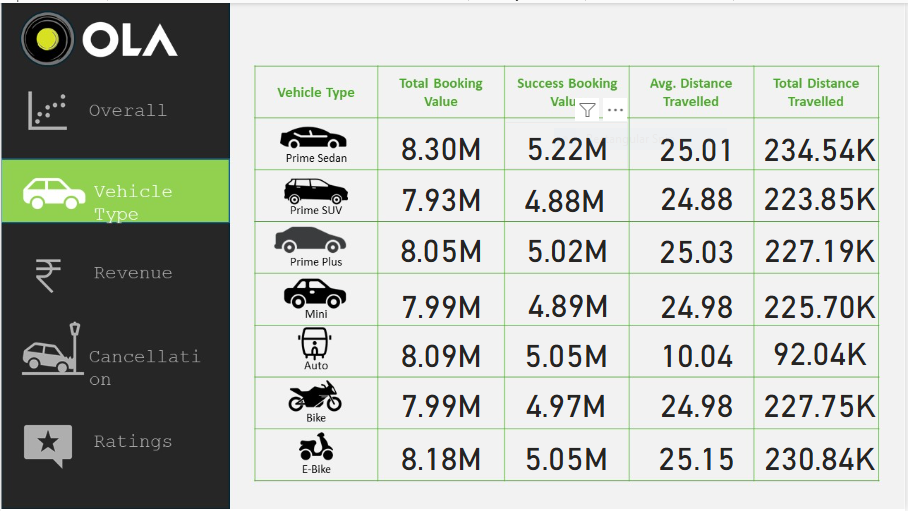 OLA
Overall
Vehicle
Type
Revenue
Cancellati
on
Ratings
Vehicle Type
Total Booking
Value
Success Booking
Valu
Avg. Distance
Travelled
Total Distance
Travelled
Prime Sedan
8.30M
5.22M
25.01
234.54K
Prime SUV
7.93M
4.88M
24.88
223.85K
Prime Plus
8.05M
5.02M
25.03
227.19K
Mini
7.99M
4.89M
24.98
225.70K
Auto
8.09M
5.05M
10.04
92.04K
Bike
7.99M
4.97M
24.98
227.75K
E-Bike
8.18M
5.05M
25.15
230.84K